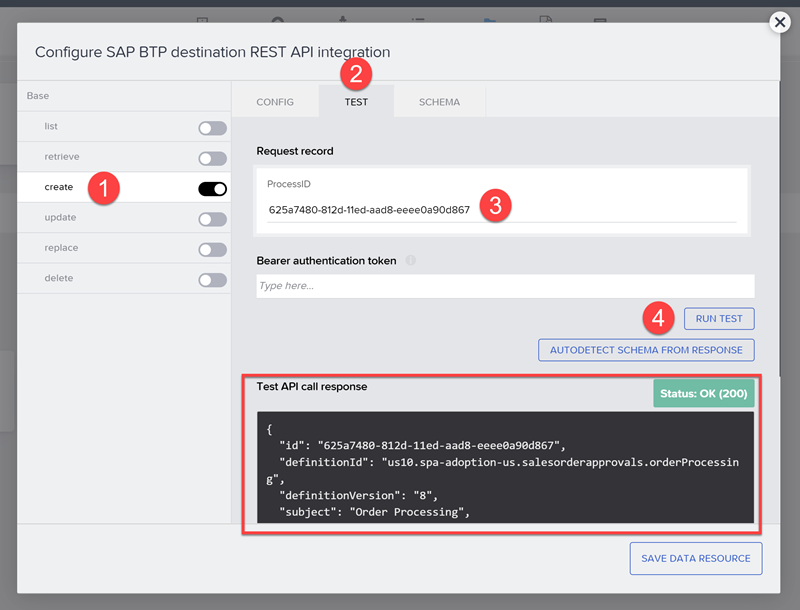 Configure SAP BTP destination REST API integration
Base
list
retrieve
create
update
replace
delete
1
2
CONFIG
TEST
SCHEMA
Request record
ProcessID
625a7480-812d-11ed-aad8-eeee0a90d867
3
Bearer authentication token
Type here...
4
RUN TEST
AUTODETECT SCHEMA FROM RESPONSE
Test API call response
Status: OK (200)
{
"id": "625a7480-812d-11ed-aad8-eeee0a90d867",
"definitionId": "us10.spa-adoption-us.salesorderapprovals.orderProcessin
g",
"definitionVersion": "8",
"subject": "Order Processing",
SAVE DATA RESOURCE